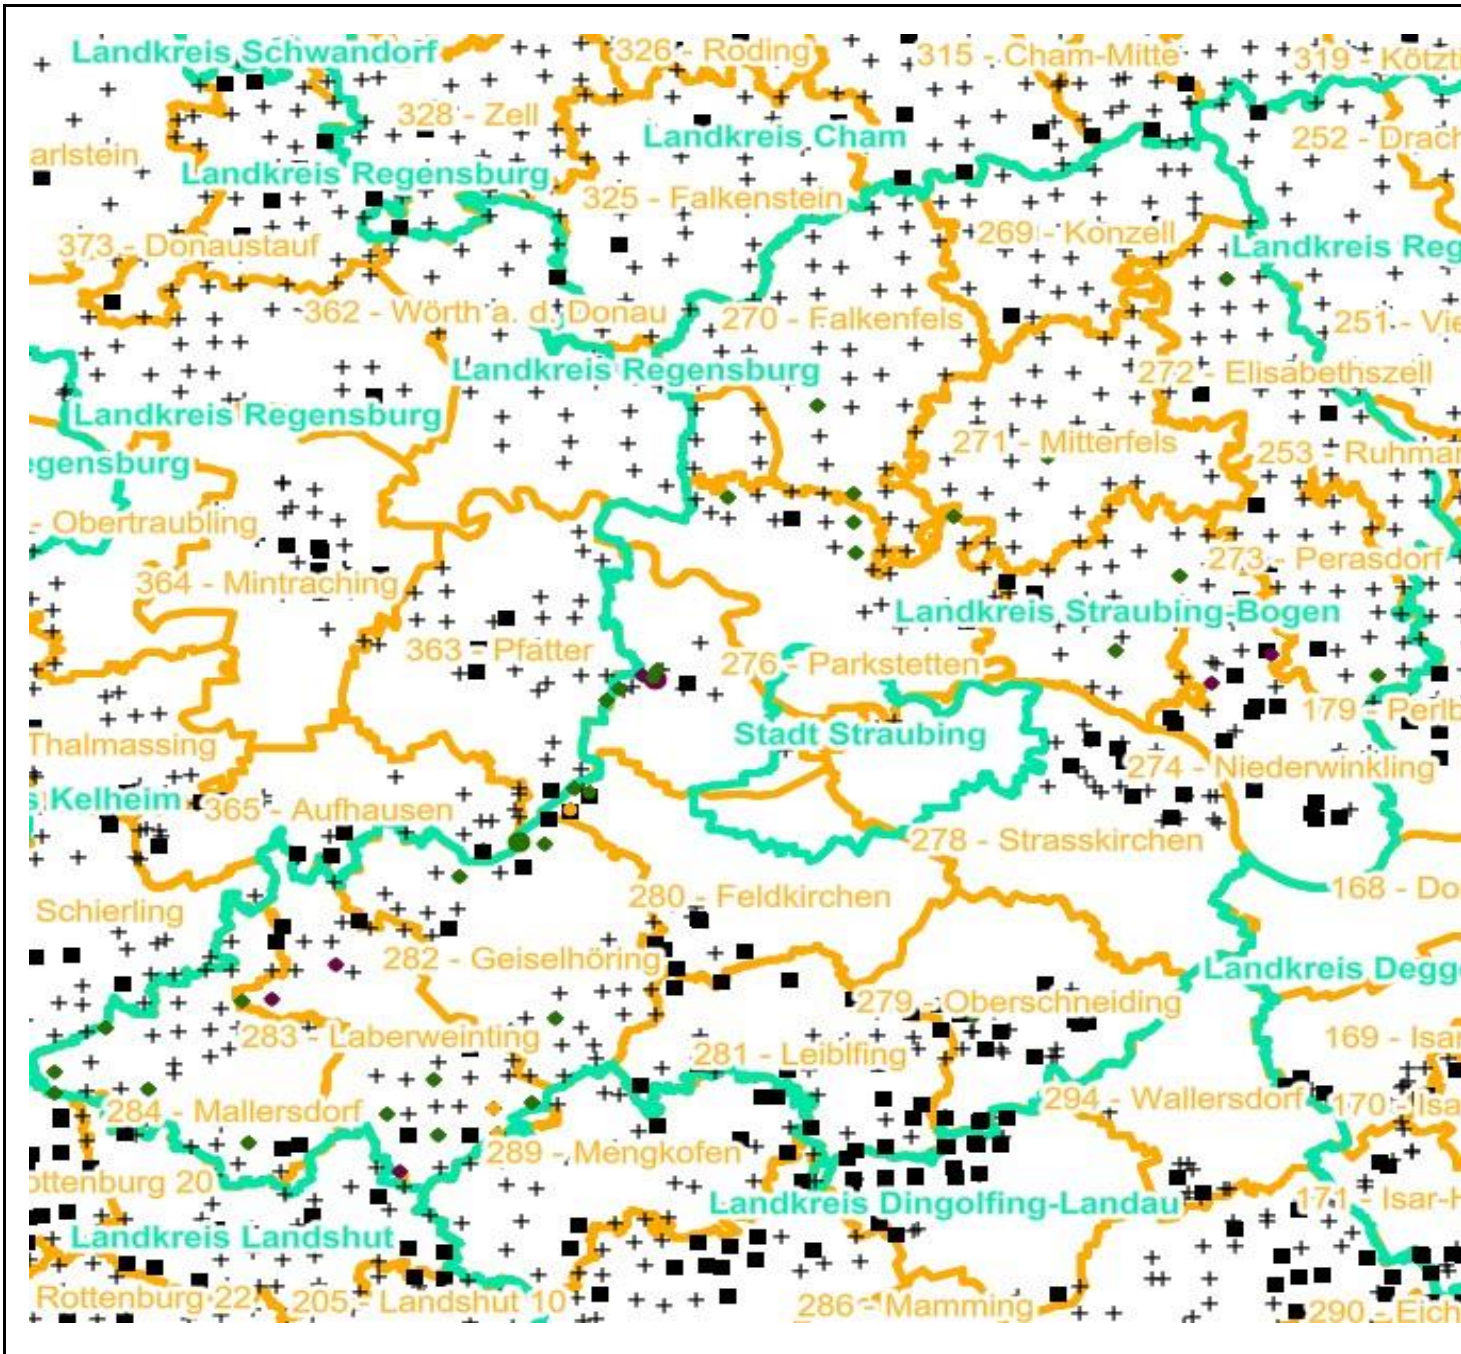 Landkreis Schwandorf
326 - Roding
315 - Cham-Mitte
319 - Kötzti
328 - Zell
Landkreis Cham
252 - Drach
arlstein
Landkreis Regensburg
325 - Falkenstein
373 - Donaustauf
269 - Konzell
Landkreis Reg
362 - Wörth a. d. Donau
270 - Falkenfels
251 - Vie
Landkreis Regensburg
272 - Elisabethszell
Landkreis Regensburg
271 - Mitterfels
253 - Ruhmar
egensburg
- Obertraubling
273 - Perasdorf
364 - Mintraching
Landkreis Straubing-Bogen
363 - Pfatter
276 - Parkstetten
179 - Perlb
Thalmassing
Stadt Straubing
274 - Niederwinkling
s Kelheim
365 - Aufhausen
278 - Strasskirchen
280 - Feldkirchen
168 - Do
Schierling
282 - Geiselhöring
Landkreis Degge
279 - Oberschneiding
283 - Laberweinting
281 - Leiblfing
169 - Isar
284 - Mallersdorf
294 - Wallersdorf
170 - Isa
289 - Mengkofen
ottenburg 20
Landkreis Dingolfing-Landau
171 - Isar-H
Landkreis Landshut
Rottenburg 22
205 - Landshut 10
286 - Mamming
290 - Eich